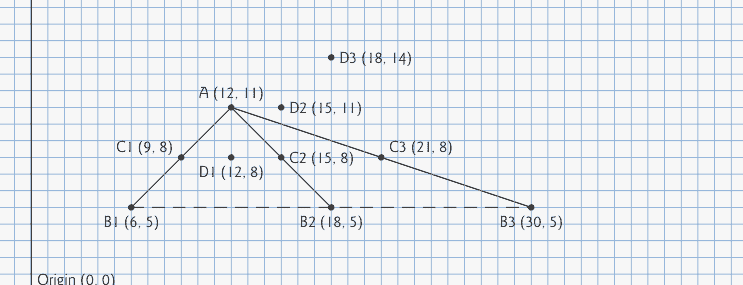 D3 (18, 14)
A (12, 11)
D2 (15, 11)
C1 (9, 8)
C3 (21, 8)
D1 (12, 8)
C2 (15, 8)
B1 (6, 5)
B2 (18, 5)
B3 (30, 5)
Origin (0, 0)